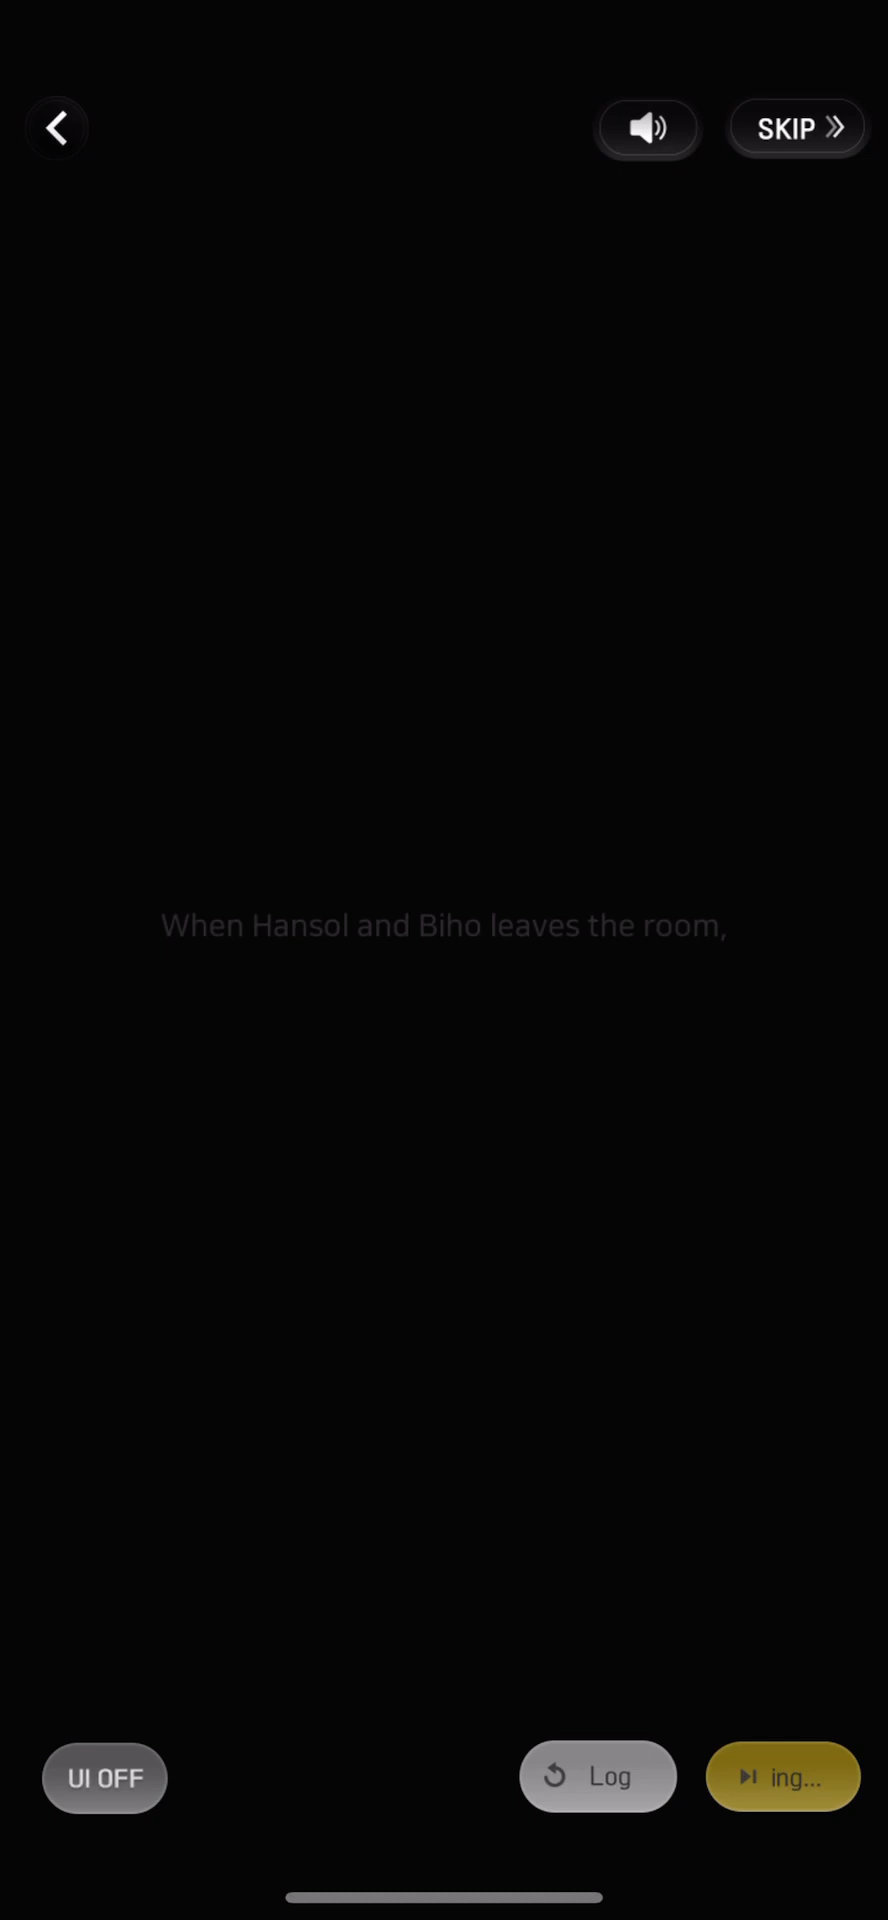 SKIP
When Hansol and Biho leaves the room,
UI OFF
Log
ing...